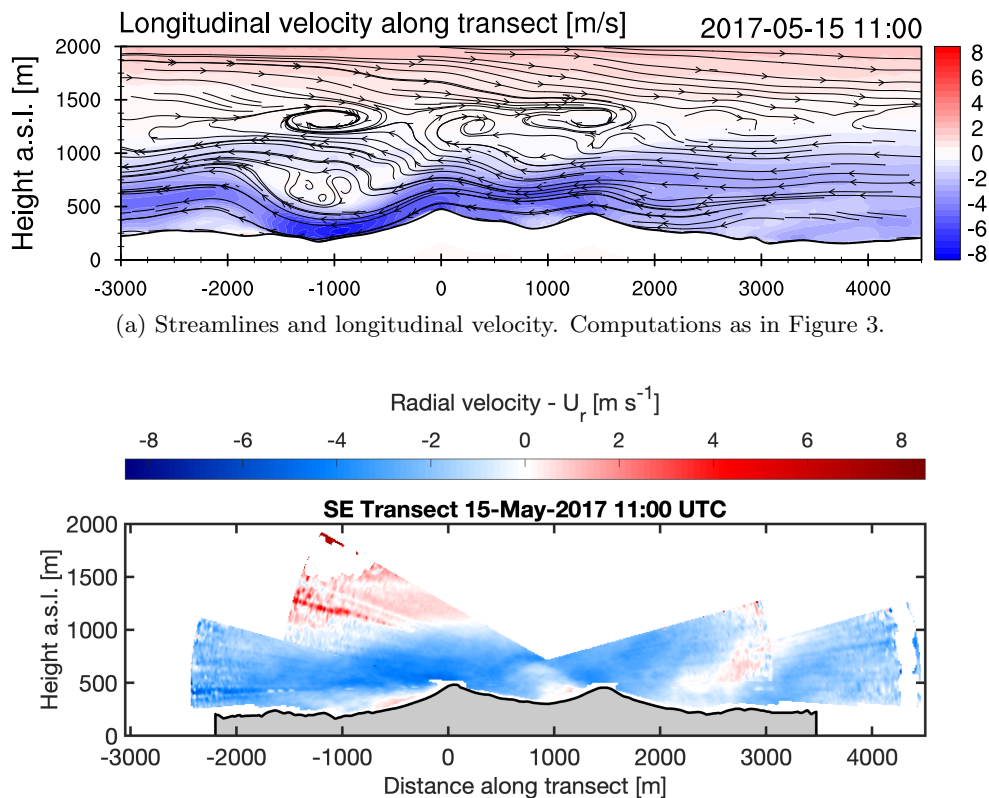 Longitudinal velocity along transect [m/s] 2017-05-15 11:00
Height a.s.l. [m]
2000
1500
1000
500
0
-3000 -2000 -1000 0 1000 2000 3000 4000
8
6
4
2
0
-2
-4
-6
-8
(a) Streamlines and longitudinal velocity. Computations as in Figure 3.
Radial velocity - U_r [m s^-1]
-8 -6 -4 -2 0 2 4 6 8
SE Transect 15-May-2017 11:00 UTC
Height a.s.l. [m]
2000
1500
1000
500
0
-3000 -2000 -1000 0 1000 2000 3000 4000
Distance along transect [m]